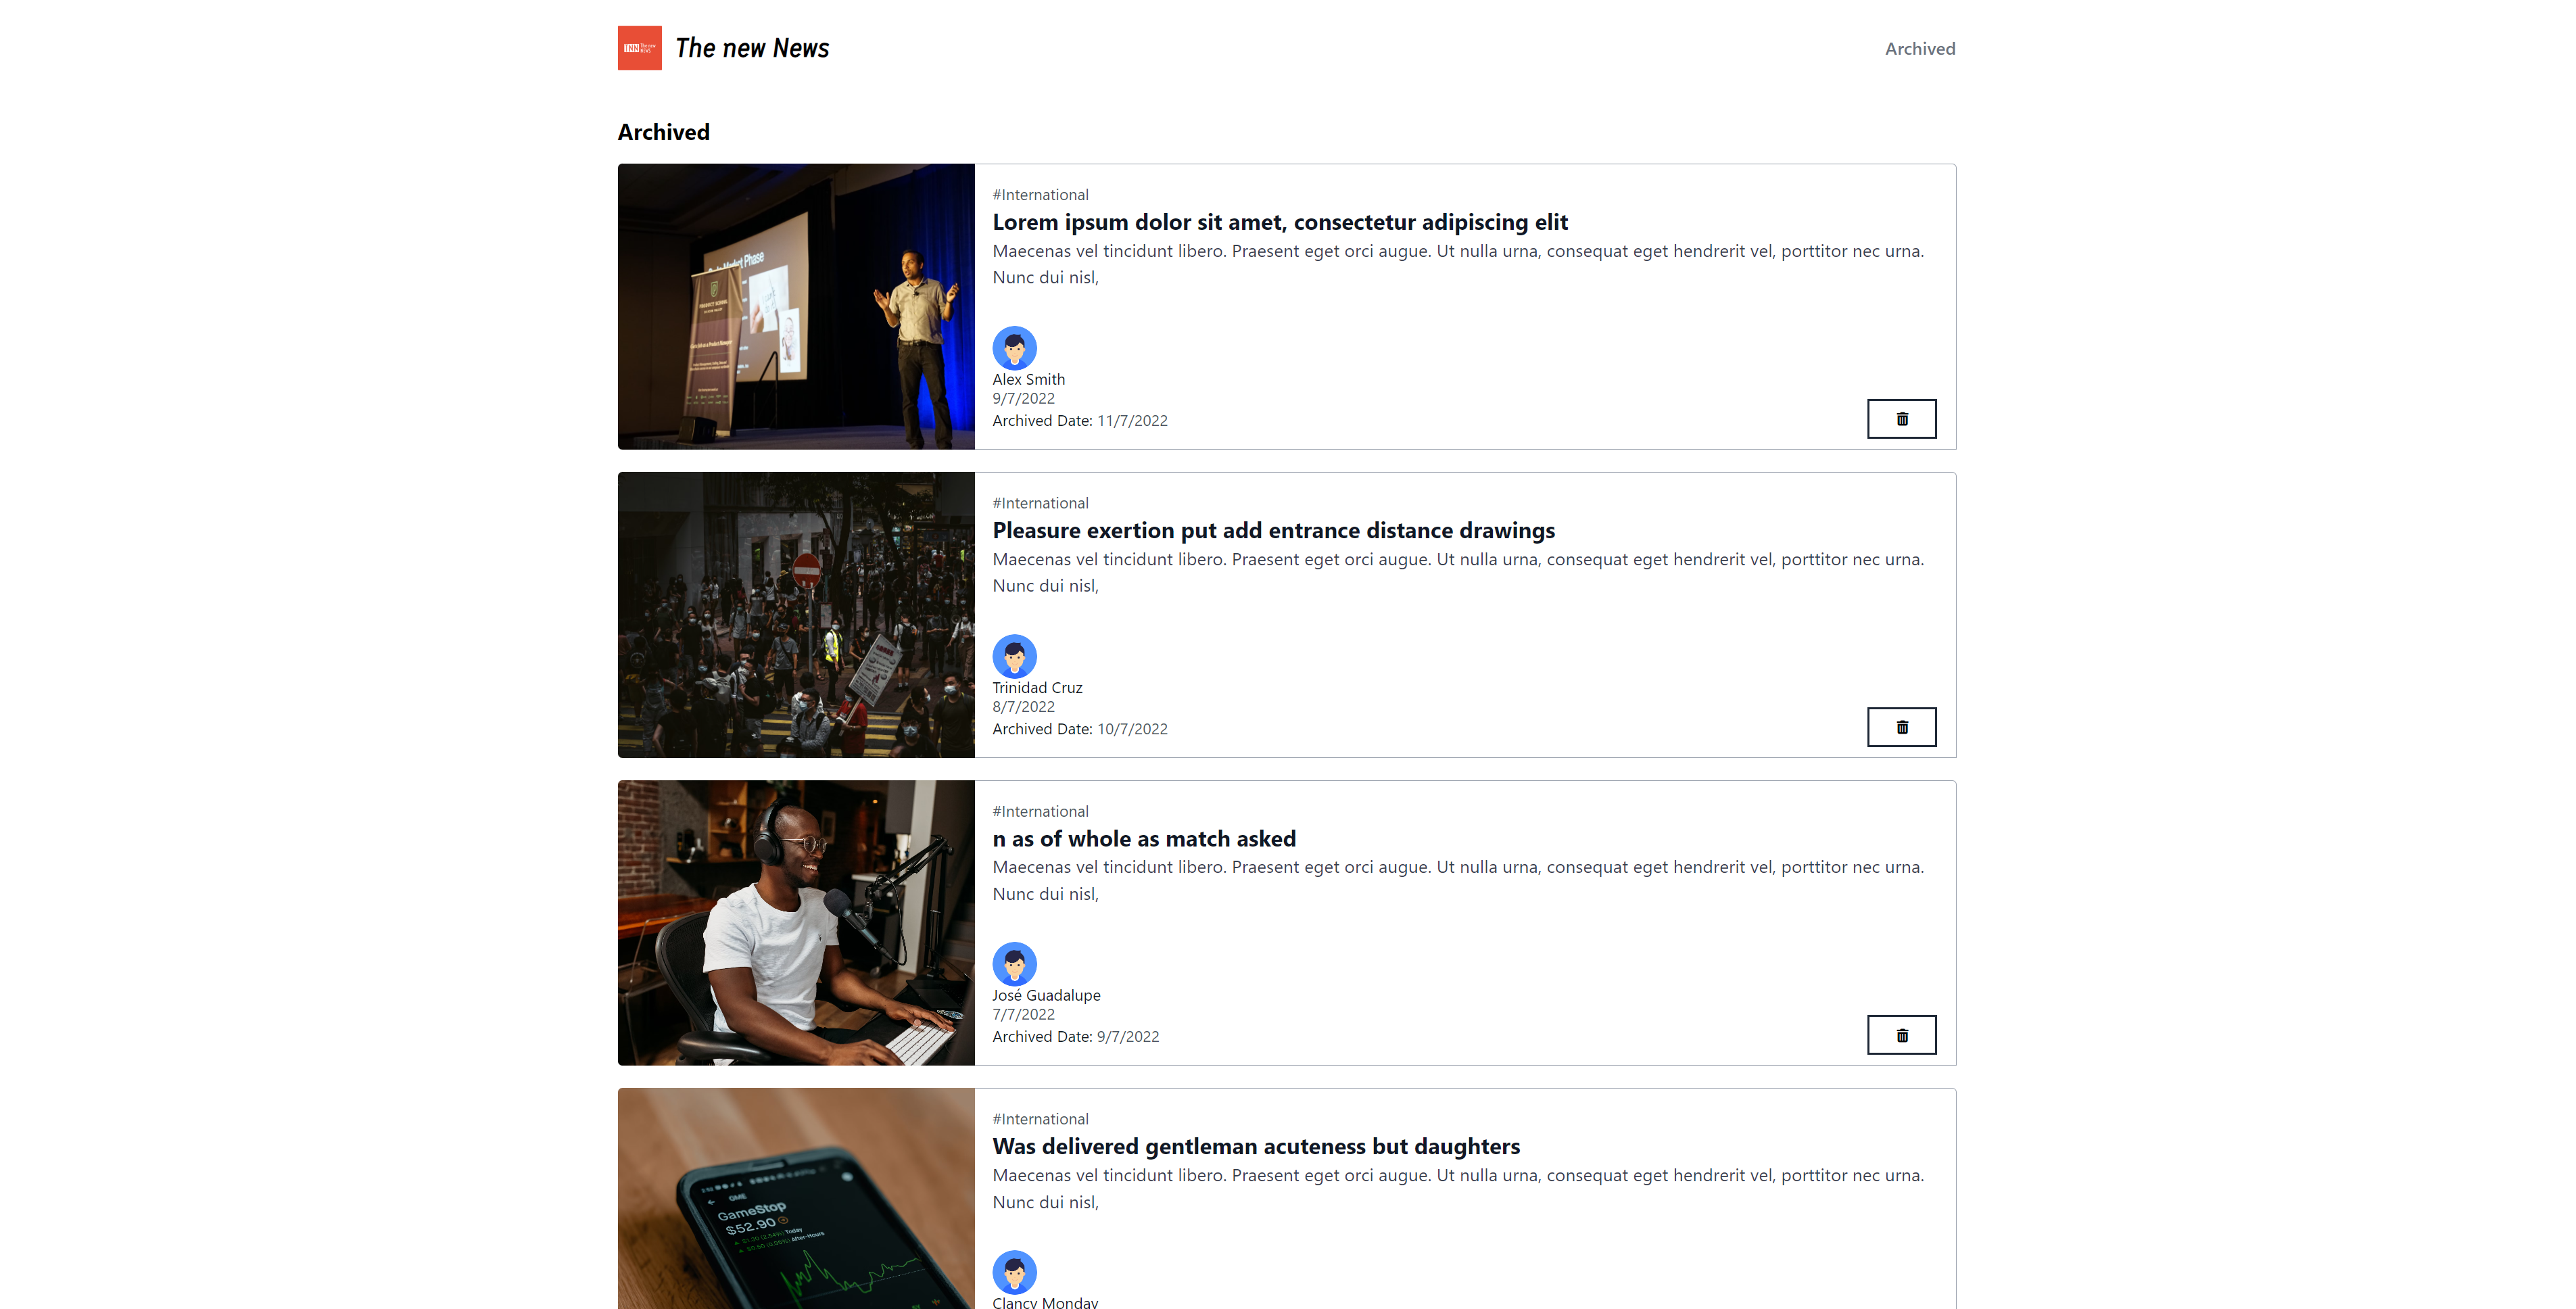 TNN The new NEWS
The new News
Archived
Archived
Market Phase
#International
Lorem ipsum dolor sit amet, consectetur adipiscing elit
Maecenas vel tincidunt libero. Praesent eget orci augue. Ut nulla urna, consequat eget hendrerit vel, porttitor nec urna.
Nunc dui nisl,
Alex Smith
9/7/2022
Archived Date: 11/7/2022
#International
Pleasure exertion put add entrance distance drawings
Maecenas vel tincidunt libero. Praesent eget orci augue. Ut nulla urna, consequat eget hendrerit vel, porttitor nec urna.
Nunc dui nisl,
Trinidad Cruz
8/7/2022
Archived Date: 10/7/2022
#International
n as of whole as match asked
Maecenas vel tincidunt libero. Praesent eget orci augue. Ut nulla urna, consequat eget hendrerit vel, porttitor nec urna.
Nunc dui nisl,
José Guadalupe
7/7/2022
Archived Date: 9/7/2022
GME
GameStop
$52.90
Today
After-Hours
#International
Was delivered gentleman acuteness but daughters
Maecenas vel tincidunt libero. Praesent eget orci augue. Ut nulla urna, consequat eget hendrerit vel, porttitor nec urna.
Nunc dui nisl,
Clancy Monday